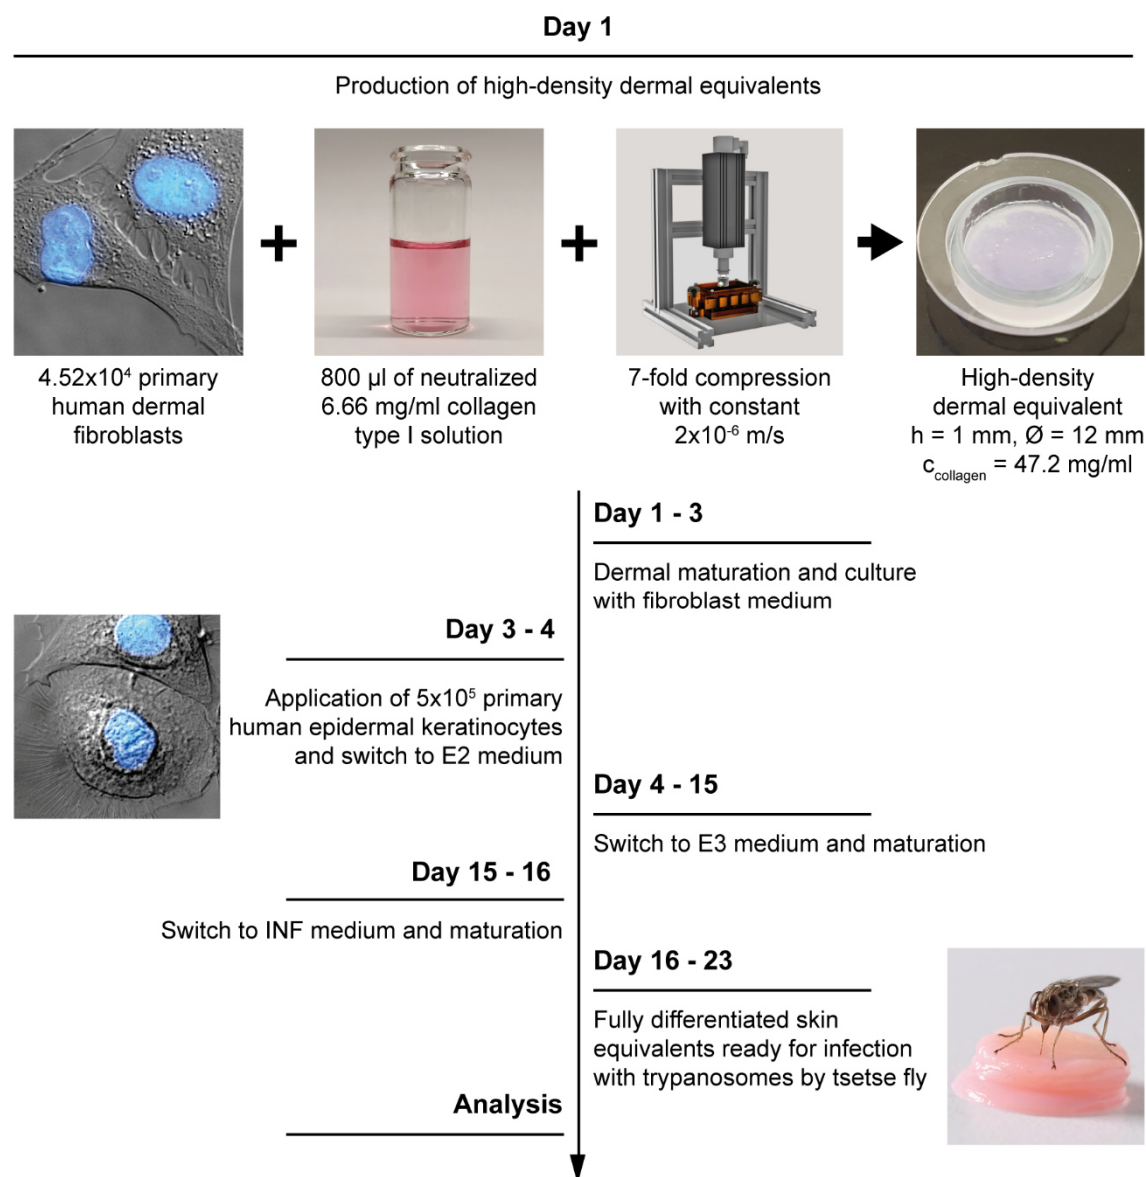 Day 1
Production of high-density dermal equivalents
4.52x10⁴ primary
human dermal
fibroblasts
800 µl of neutralized
6.66 mg/ml collagen
type I solution
7-fold compression
with constant
2x10⁻⁶ m/s
High-density
dermal equivalent
h = 1 mm, Ø = 12 mm
c_collagen = 47.2 mg/ml
Day 1 - 3
Dermal maturation and culture
with fibroblast medium
Day 3 - 4
Application of 5x10⁵ primary
human epidermal keratinocytes
and switch to E2 medium
Day 4 - 15
Switch to E3 medium and maturation
Day 15 - 16
Switch to INF medium and maturation
Day 16 - 23
Fully differentiated skin
equivalents ready for infection
with trypanosomes by tsetse fly
Analysis